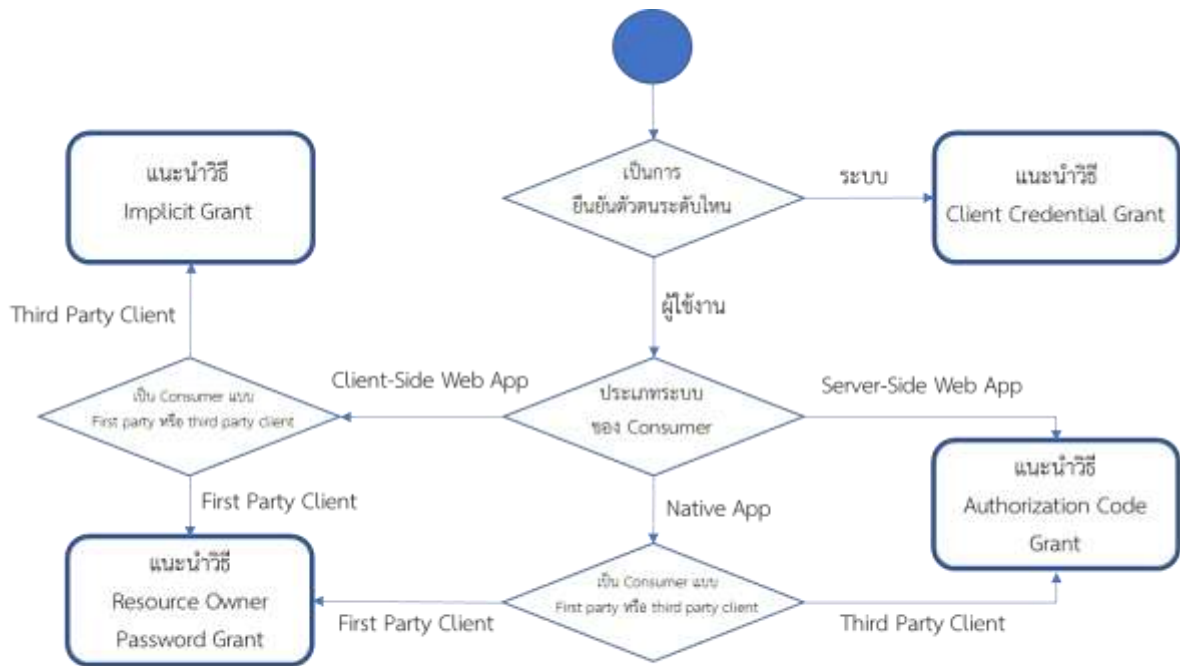 เป็นการ
ยืนยันตัวตนระดับไหน
ระบบ
แนะนำวิธี
Client Credential Grant
แนะนำวิธี
Implicit Grant
ผู้ใช้งาน
Third Party Client
Client-Side Web App
ประเภทระบบ
ของ Consumer
Server-Side Web App
เป็น Consumer แบบ
First party หรือ third party client
แนะนำวิธี
Authorization Code
Grant
First Party Client
Native App
แนะนำวิธี
Resource Owner
Password Grant
First Party Client
เป็น Consumer แบบ
First party หรือ third party client
Third Party Client